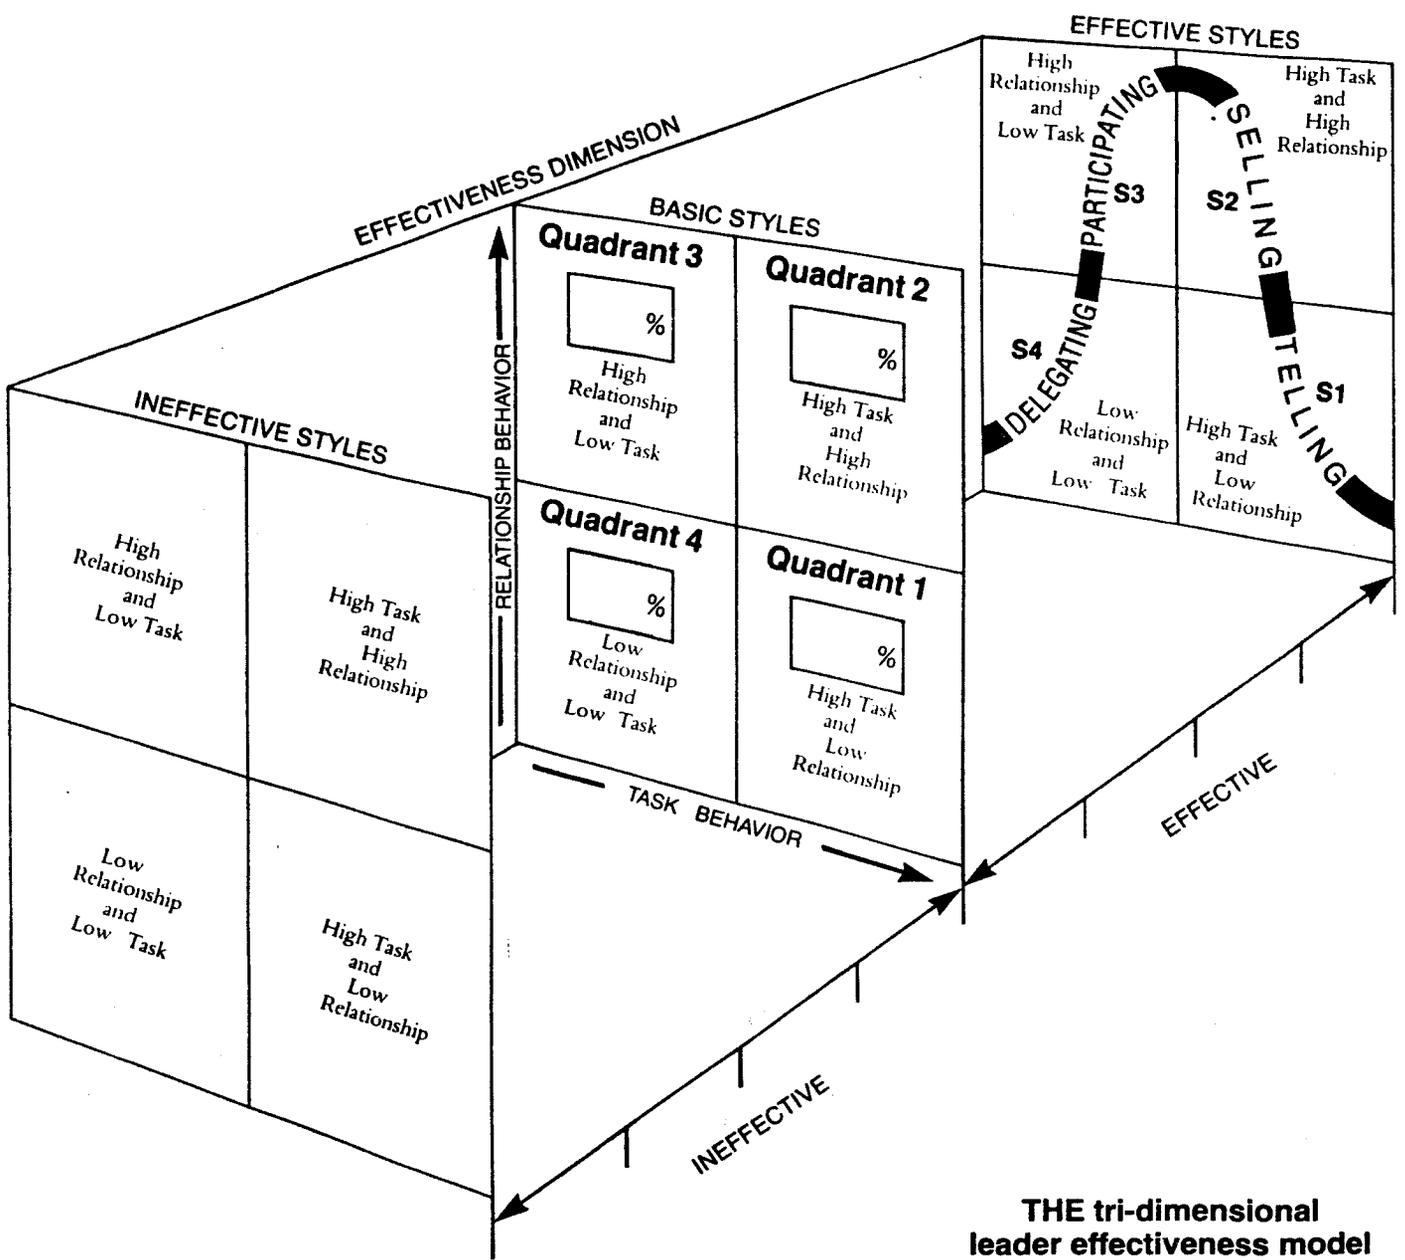 EFFECTIVE STYLES
High
Relationship
and
Low Task
High Task
and
High
Relationship
PARTICIPATING
SELLING
S3
S2
DELEGATING
TELLING
S4
S1
Low
Relationship
and
Low Task
High Task
and
Low
Relationship
EFFECTIVENESS DIMENSION
BASIC STYLES
Quadrant 3
%
High
Relationship
and
Low Task
Quadrant 2
%
High Task
and
High
Relationship
Quadrant 4
%
Low
Relationship
and
Low Task
Quadrant 1
%
High Task
and
Low
Relationship
RELATIONSHIP BEHAVIOR
TASK BEHAVIOR
INEFFECTIVE STYLES
High
Relationship
and
Low Task
High Task
and
High
Relationship
Low
Relationship
and
Low Task
High Task
and
Low
Relationship
EFFECTIVE
INEFFECTIVE
THE tri-dimensional
leader effectiveness model